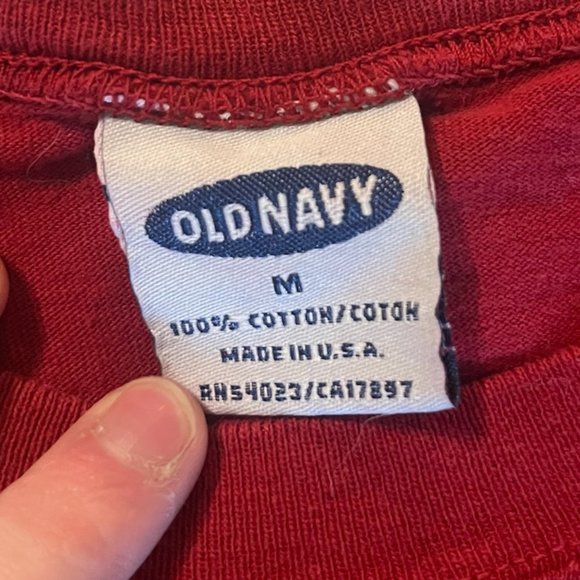 OLD NAVY
M
100% COTTON/COTON
MADE IN U.S.A.
RN54023/CA17897